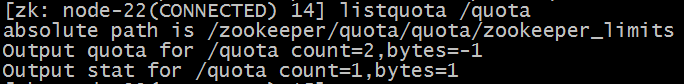 [zk: node-22(CONNECTED) 14] listquota /quota
absolute path is /zookeeper/quota/quota/zookeeper_limits
Output quota for /quota count=2,bytes=-1
Output stat for /quota count=1,bytes=1